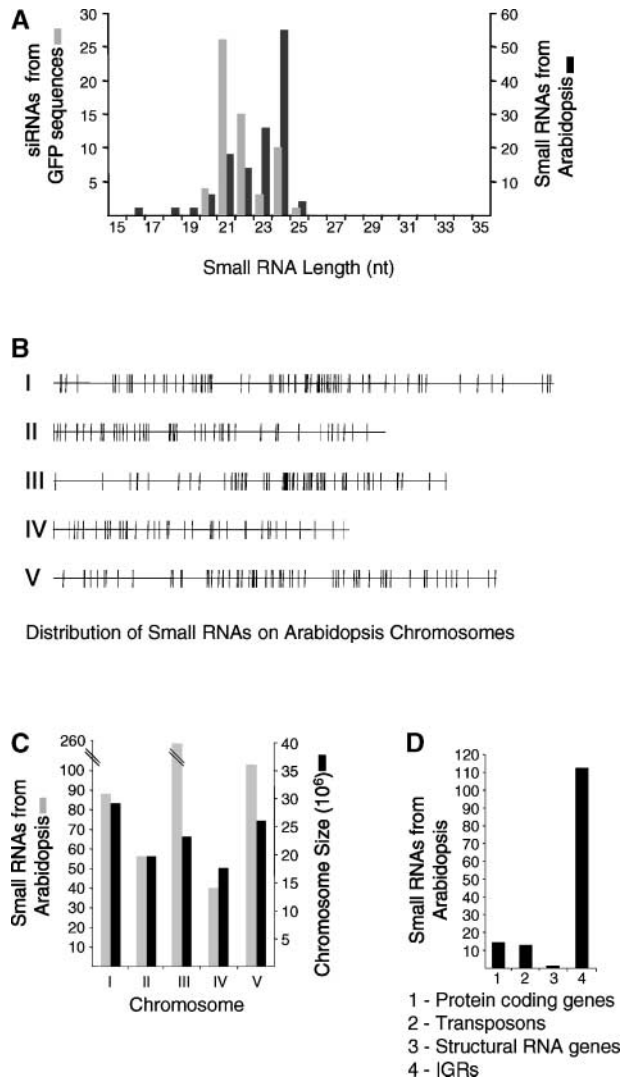 A
siRNAs from
GFP sequences
30
25
20
15
10
5
60
50
40
30
20
10
Small RNAs from
Arabidopsis
15 17 19 21 23 25 27 29 31 33 35
Small RNA Length (nt)
B
I
II
III
IV
V
Distribution of Small RNAs on Arabidopsis Chromosomes
C
Small RNAs from
Arabidopsis
260
100
90
80
70
60
50
40
30
20
10
40
35
30
25
20
15
10
5
Chromosome Size (10⁶)
I II III IV V
Chromosome
D
Small RNAs from
Arabidopsis
120
110
100
90
80
70
60
50
40
30
20
10
1 2 3 4
1 - Protein coding genes
2 - Transposons
3 - Structural RNA genes
4 - IGRs